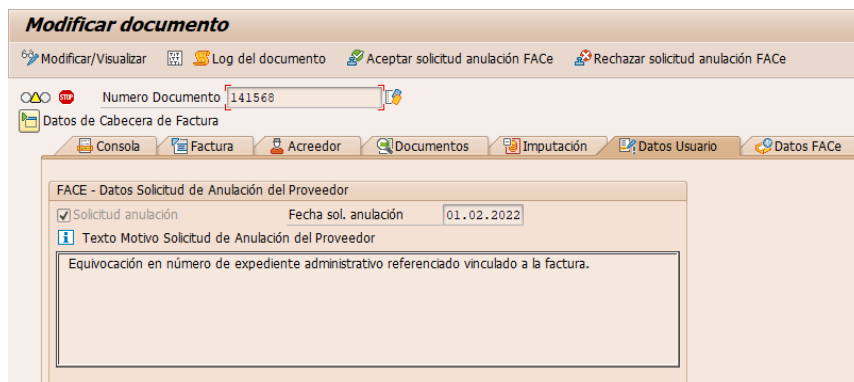 Modificar documento
Modificar/Visualizar Log del documento Aceptar solicitud anulación FACe Rechazar solicitud anulación FACe
STOP Numero Documento 141568
Datos de Cabecera de Factura
Consola Factura Acreedor Documentos Imputación Datos Usuario Datos FACe
FACE - Datos Solicitud de Anulación del Proveedor
Solicitud anulación Fecha sol. anulación 01.02.2022
Texto Motivo Solicitud de Anulación del Proveedor
Equivocación en número de expediente administrativo referenciado vinculado a la factura.